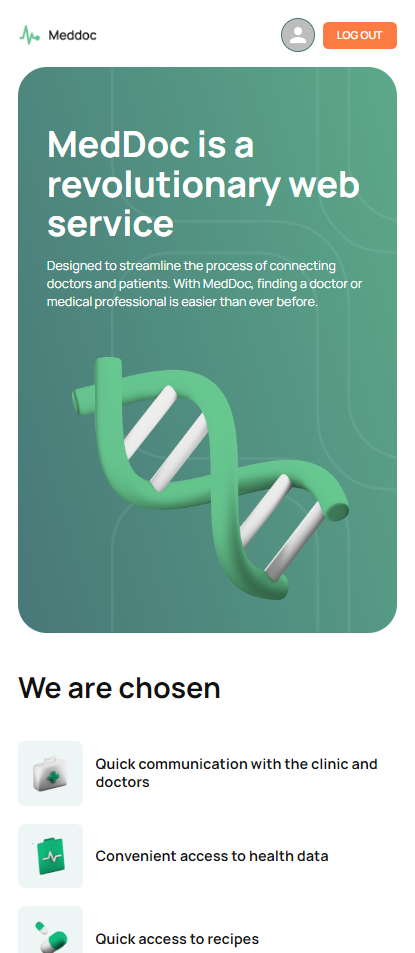 Meddoc
LOG OUT
MedDoc is a
revolutionary web
service
Designed to streamline the process of connecting
doctors and patients. With MedDoc, finding a doctor or
medical professional is easier than ever before.
We are chosen
Quick communication with the clinic and
doctors
Convenient access to health data
Quick access to recipes